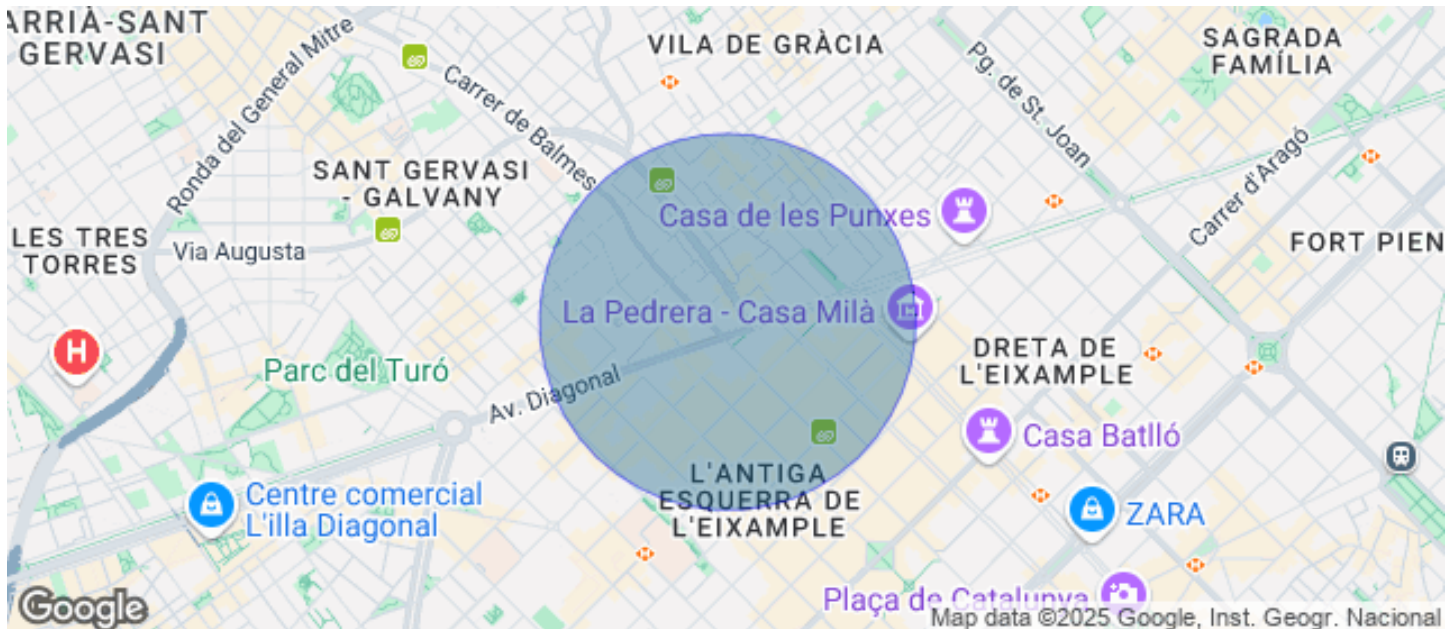 ARRIÀ-SANT
GERVASI
Ronda del General Mitre
Carrer de Balmes
VILA DE GRÀCIA
Pg. de St. Joan
SAGRADA
FAMÍLIA
SANT GERVASI
- GALVANY
Casa de les Punxes
Carrer d'Aragó
LES TRES
TORRES
Via Augusta
FORT PIEN
La Pedrera - Casa Milà
H
Parc del Turó
Av. Diagonal
DRETA DE
L'EIXAMPLE
Casa Batlló
L'ANTIGA
ESQUERRA DE
L'EIXAMPLE
Centre comercial
L'illa Diagonal
ZARA
Plaça de Catalunya
Google
Map data ©2025 Google, Inst. Geogr. Nacional